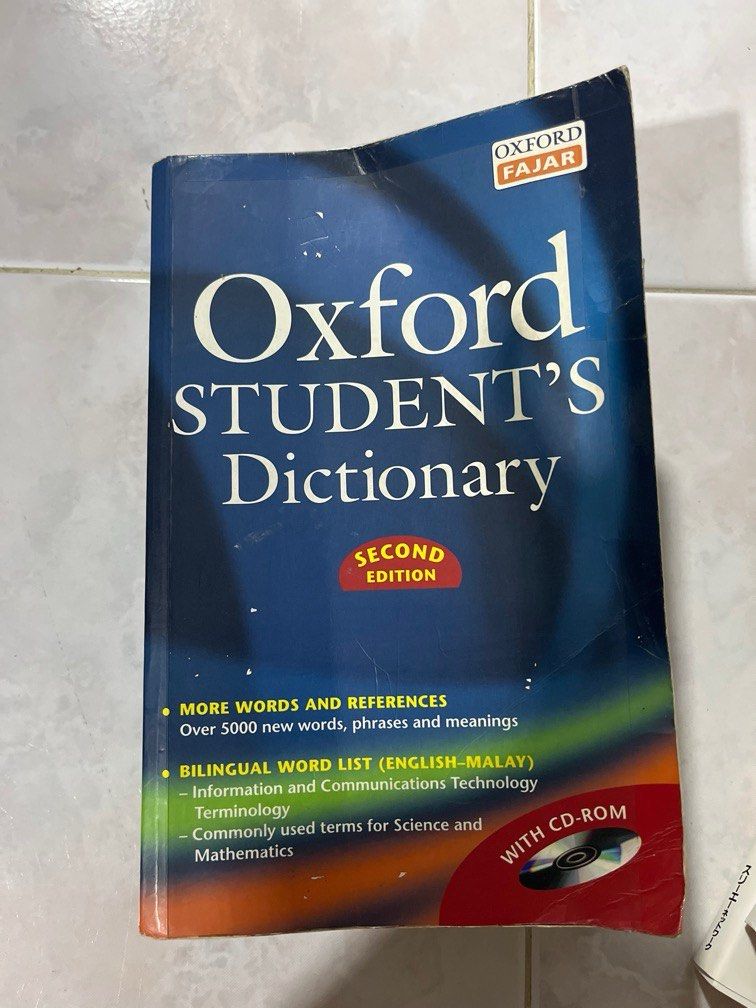 OXFORD
FAJAR
Oxford
STUDENT'S
Dictionary
SECOND
EDITION
• MORE WORDS AND REFERENCES
Over 5000 new words, phrases and meanings
• BILINGUAL WORD LIST (ENGLISH–MALAY)
– Information and Communications Technology
Terminology
– Commonly used terms for Science and
Mathematics
WITH CD-ROM